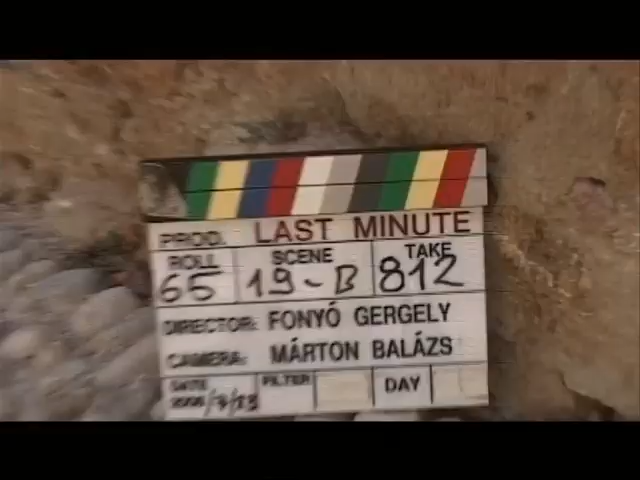 PROD. LAST MINUTE
ROLL SCENE TAKE
65 19-B 812
DIRECTOR: FONYÓ GERGELY
CAMERA: MÁRTON BALÁZS
DATE FILTER DAY